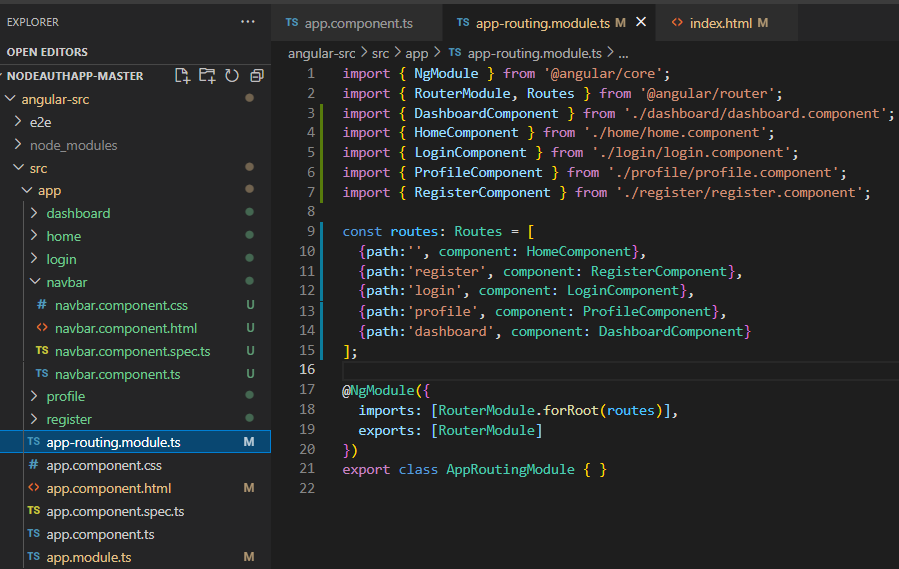 EXPLORER ...
OPEN EDITORS
NODEAUTHAPP-MASTER
angular-src
e2e
node_modules
src
app
dashboard
home
login
navbar
# navbar.component.css U
<> navbar.component.html U
TS navbar.component.spec.ts U
TS navbar.component.ts U
profile
register
TS app-routing.module.ts M
# app.component.css
<> app.component.html M
TS app.component.spec.ts
TS app.component.ts
TS app.module.ts M
TS app.component.ts TS app-routing.module.ts M × <> index.html M
angular-src > src > app > TS app-routing.module.ts > ...
1 import { NgModule } from '@angular/core';
2 import { RouterModule, Routes } from '@angular/router';
3 import { DashboardComponent } from './dashboard/dashboard.component';
4 import { HomeComponent } from './home/home.component';
5 import { LoginComponent } from './login/login.component';
6 import { ProfileComponent } from './profile/profile.component';
7 import { RegisterComponent } from './register/register.component';
8
9 const routes: Routes = [
10 {path:'', component: HomeComponent},
11 {path:'register', component: RegisterComponent},
12 {path:'login', component: LoginComponent},
13 {path:'profile', component: ProfileComponent},
14 {path:'dashboard', component: DashboardComponent}
15 ];
16
17 @NgModule({
18 imports: [RouterModule.forRoot(routes)],
19 exports: [RouterModule]
20 })
21 export class AppRoutingModule { }
22